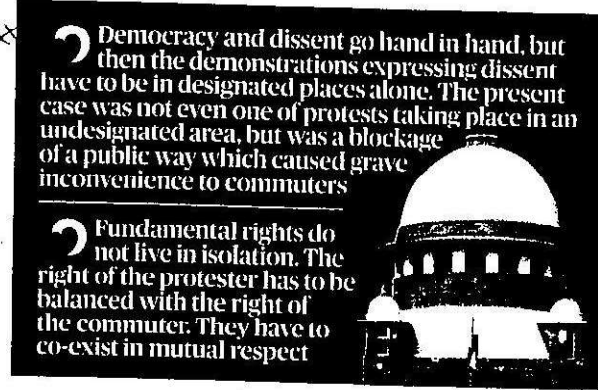 Democracy and dissent go hand in hand, but
then the demonstrations expressing dissent
have to be in designated places alone. The present
case was not even one of protests taking place in an
undesignated area, but was a blockage
of a public way which caused grave
inconvenience to commuters
Fundamental rights do
not live in isolation. The
right of the protester has to be
balanced with the right of
the commuter. They have to
co-exist in mutual respect